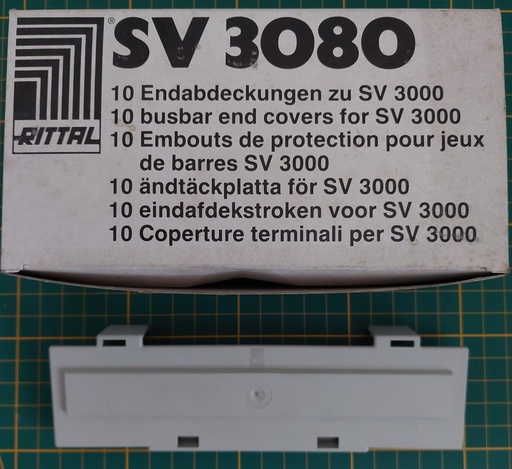 SV 3080
10 Endabdeckungen zu SV 3000
10 busbar end covers for SV 3000
10 Embouts de protection pour jeux
de barres SV 3000
10 ändtäckplatta för SV 3000
10 eindafdekstroken voor SV 3000
10 Coperture terminali per SV 3000
®
RITTAL